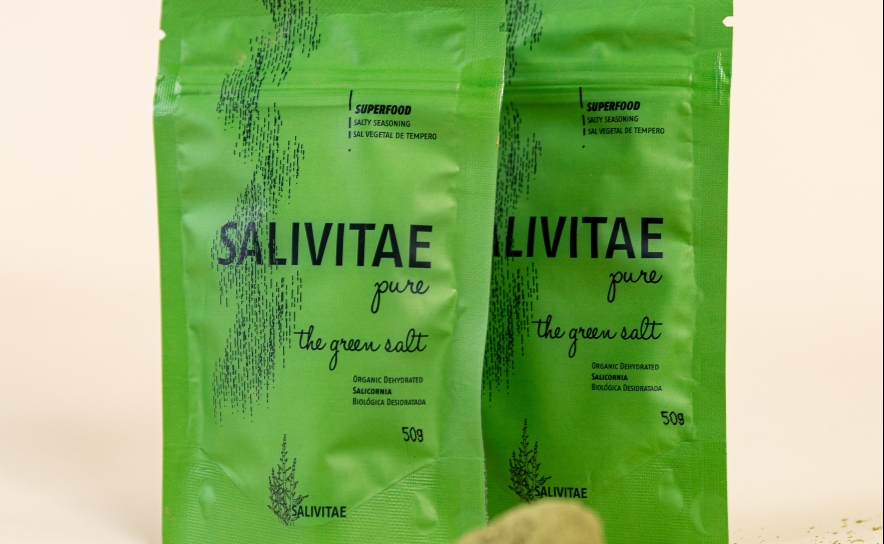 SUPERFOOD
SALTY SEASONING
SAL VEGETAL DE TEMPERO
SALIVITAE
pure
the green salt
ORGANIC DEHYDRATED
SALICORNIA
BIOLÓGICA DESIDRATADA
50g
SALIVITAE
SUPERFOOD
SALTY SEASONING
SAL VEGETAL DE TEMPERO
LIVITAE
pure
the green salt
ORGANIC DEHYDRATED
SALICORNIA
BIOLÓGICA DESIDRATADA
50g
SALIVITAE